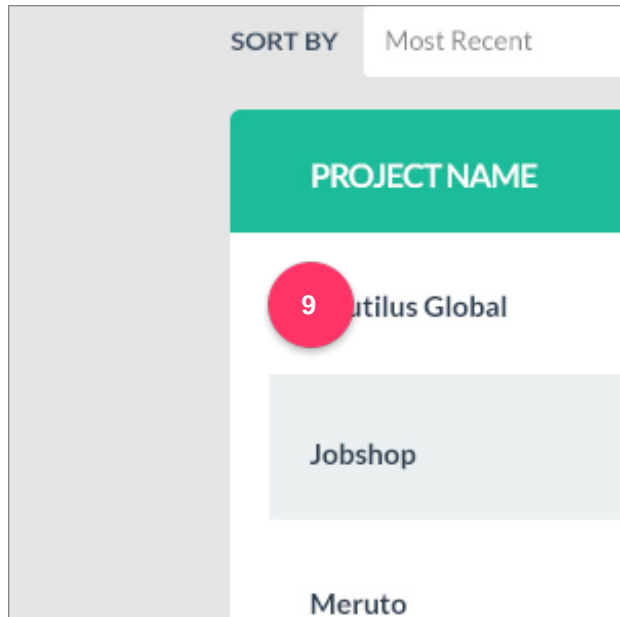 SORT BY Most Recent
PROJECT NAME
9 utilus Global
Jobshop
Meruto